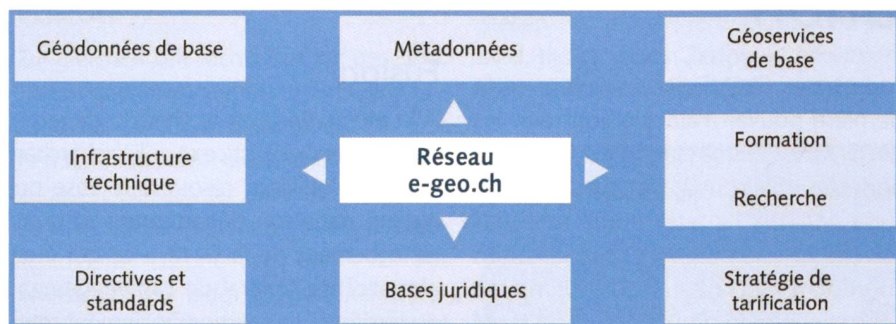 Géodonnées de base
Metadonnées
Géoservices
de base
Infrastructure
technique
Réseau
e-geo.ch
Formation
Recherche
Directives et
standards
Bases juridiques
Stratégie de
tarification